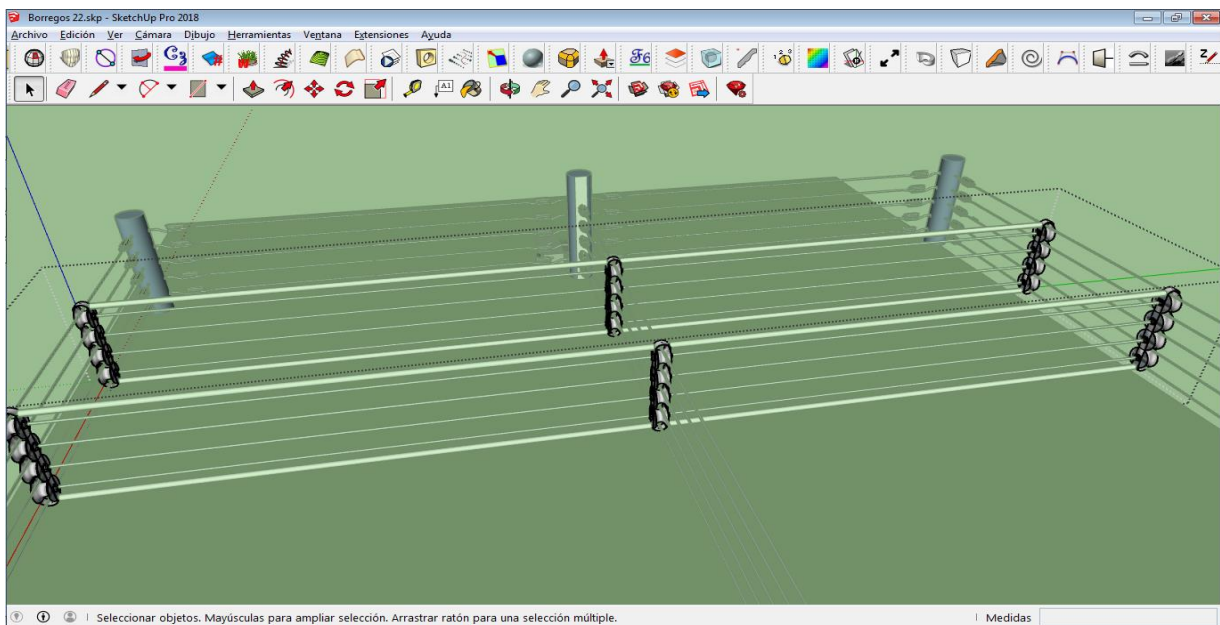 Borregos 22.skp - SketchUp Pro 2018
Archivo Edición Ver Cámara Dibujo Herramientas Ventana Extensiones Ayuda
A1
Seleccionar objetos. Mayúsculas para ampliar selección. Arrastrar ratón para una selección múltiple. Medidas